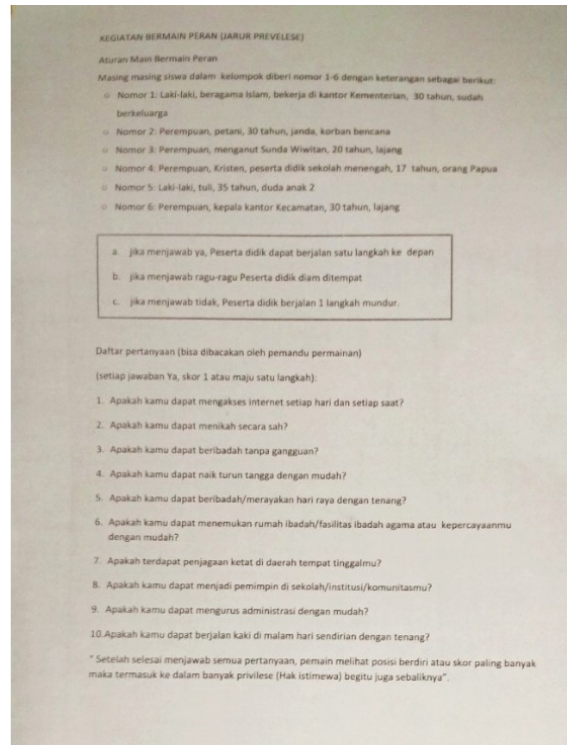 KEGIATAN BERMAIN PERAN (JARUR PREVELESE)
Aturan Main Bermain Peran
Masing masing siswa dalam kelompok diberi nomor 1-6 dengan keterangan sebagai berikut:
○ Nomor 1: Laki-laki, beragama Islam, bekerja di kantor Kementerian, 30 tahun, sudah
berkeluarga
○ Nomor 2: Perempuan, petani, 30 tahun, janda, korban bencana
○ Nomor 3: Perempuan, menganut Sunda Wiwitan, 20 tahun, lajang
○ Nomor 4: Perempuan, Kristen, peserta didik sekolah menengah, 17 tahun, orang Papua
○ Nomor 5: Laki-laki, tuli, 35 tahun, duda anak 2
○ Nomor 6: Perempuan, kepala kantor Kecamatan, 30 tahun, lajang
a. jika menjawab ya, Peserta didik dapat berjalan satu langkah ke depan
b. jika menjawab ragu-ragu Peserta didik diam ditempat
c. jika menjawab tidak, Peserta didik berjalan 1 langkah mundur.
Daftar pertanyaan (bisa dibacakan oleh pemandu permainan)
(setiap jawaban Ya, skor 1 atau maju satu langkah):
1. Apakah kamu dapat mengakses internet setiap hari dan setiap saat?
2. Apakah kamu dapat menikah secara sah?
3. Apakah kamu dapat beribadah tanpa gangguan?
4. Apakah kamu dapat naik turun tangga dengan mudah?
5. Apakah kamu dapat beribadah/merayakan hari raya dengan tenang?
6. Apakah kamu dapat menemukan rumah ibadah/fasilitas ibadah agama atau kepercayaanmu
dengan mudah?
7. Apakah terdapat penjagaan ketat di daerah tempat tinggalmu?
8. Apakah kamu dapat menjadi pemimpin di sekolah/institusi/komunitasmu?
9. Apakah kamu dapat mengurus administrasi dengan mudah?
10.Apakah kamu dapat berjalan kaki di malam hari sendirian dengan tenang?
" Setelah selesai menjawab semua pertanyaan, pemain melihat posisi berdiri atau skor paling banyak
maka termasuk ke dalam banyak privilese (Hak istimewa) begitu juga sebaliknya".